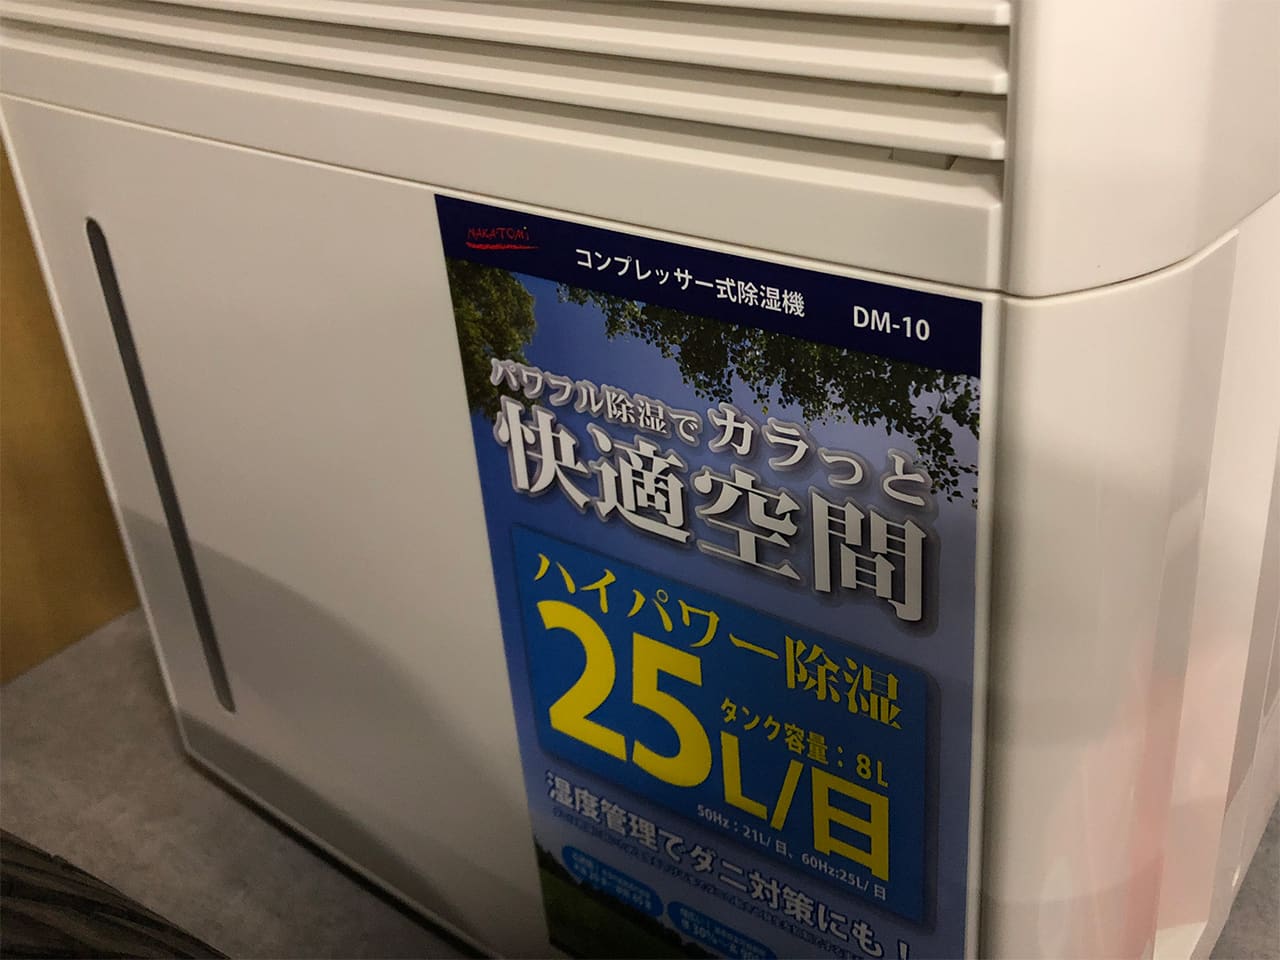 NAKATOMI
コンプレッサー式除湿機 DM-10
パワフル除湿でカラっと
快適空間
ハイパワー除湿
25L/日
タンク容量：8L
50Hz：21L/日、60Hz:25L/日
湿度管理でダニ対策にも！